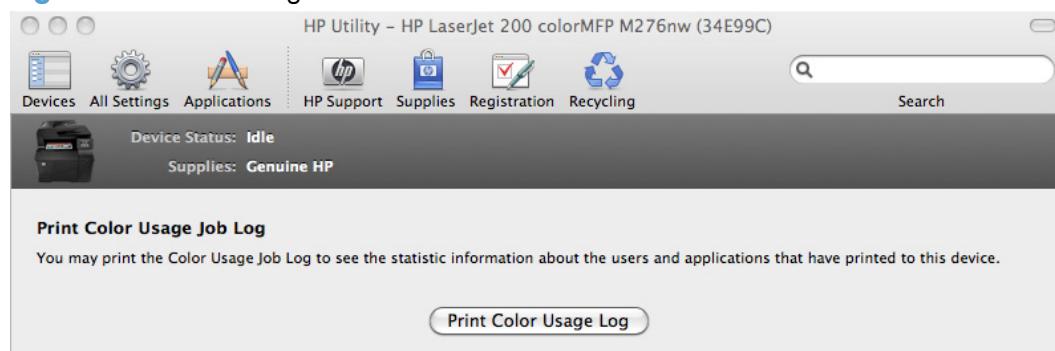 HP Utility – HP LaserJet 200 colorMFP M276nw (34E99C)
Devices All Settings Applications HP Support Supplies Registration Recycling Search
Device Status: Idle
Supplies: Genuine HP
Print Color Usage Job Log
You may print the Color Usage Job Log to see the statistic information about the users and applications that have printed to this device.
Print Color Usage Log